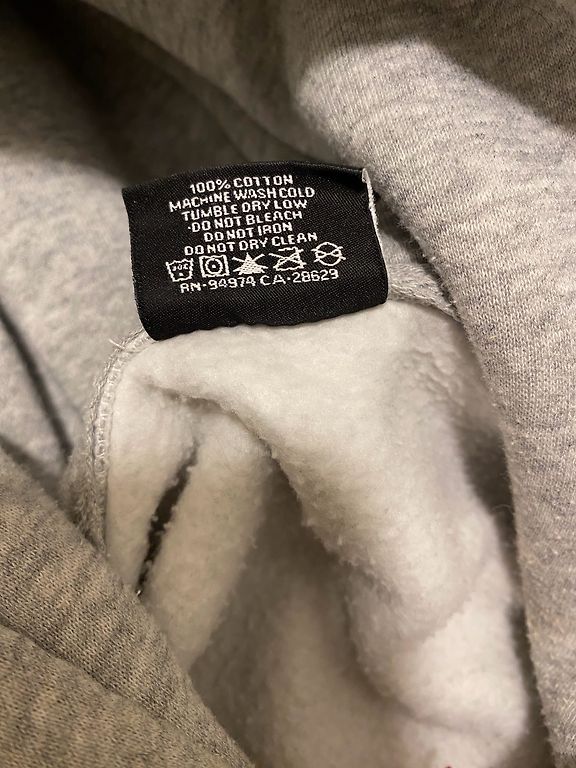 100% COTTON
MACHINE WASH COLD
TUMBLE DRY LOW
·DO NOT BLEACH
DO NOT IRON
DO NOT DRY CLEAN
RN·94974 CA·28629